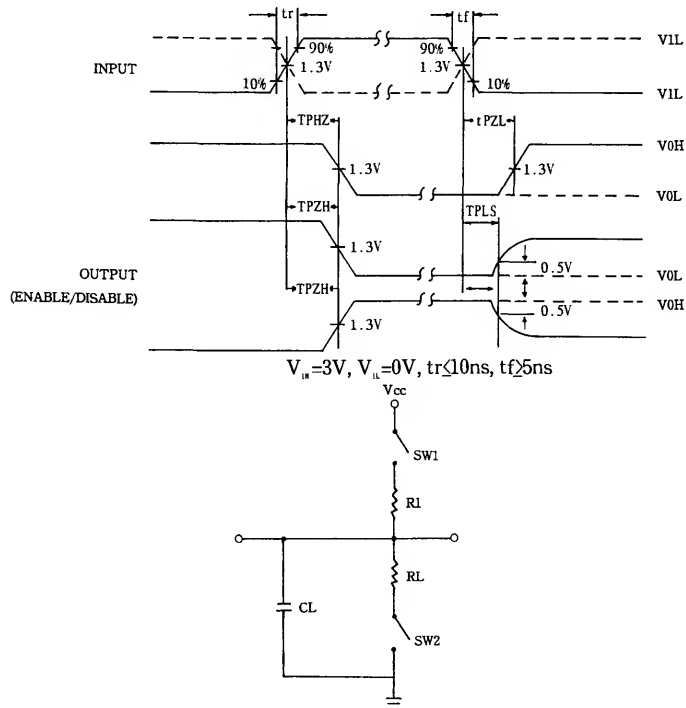 tr
tf
V1L
90%
90%
INPUT
1.3V
1.3V
10%
10%
V1L
TPHZ
tPZL
V0H
1.3V
1.3V
V0L
TPZH
TPLS
1.3V
0.5V
OUTPUT
V0L
(ENABLE/DISABLE)
TPZH
V0H
0.5V
1.3V
=3V, V =0V, tr≤10ns, tf≥5ns
Vcc
SW1
R1
RL
CL
SW2